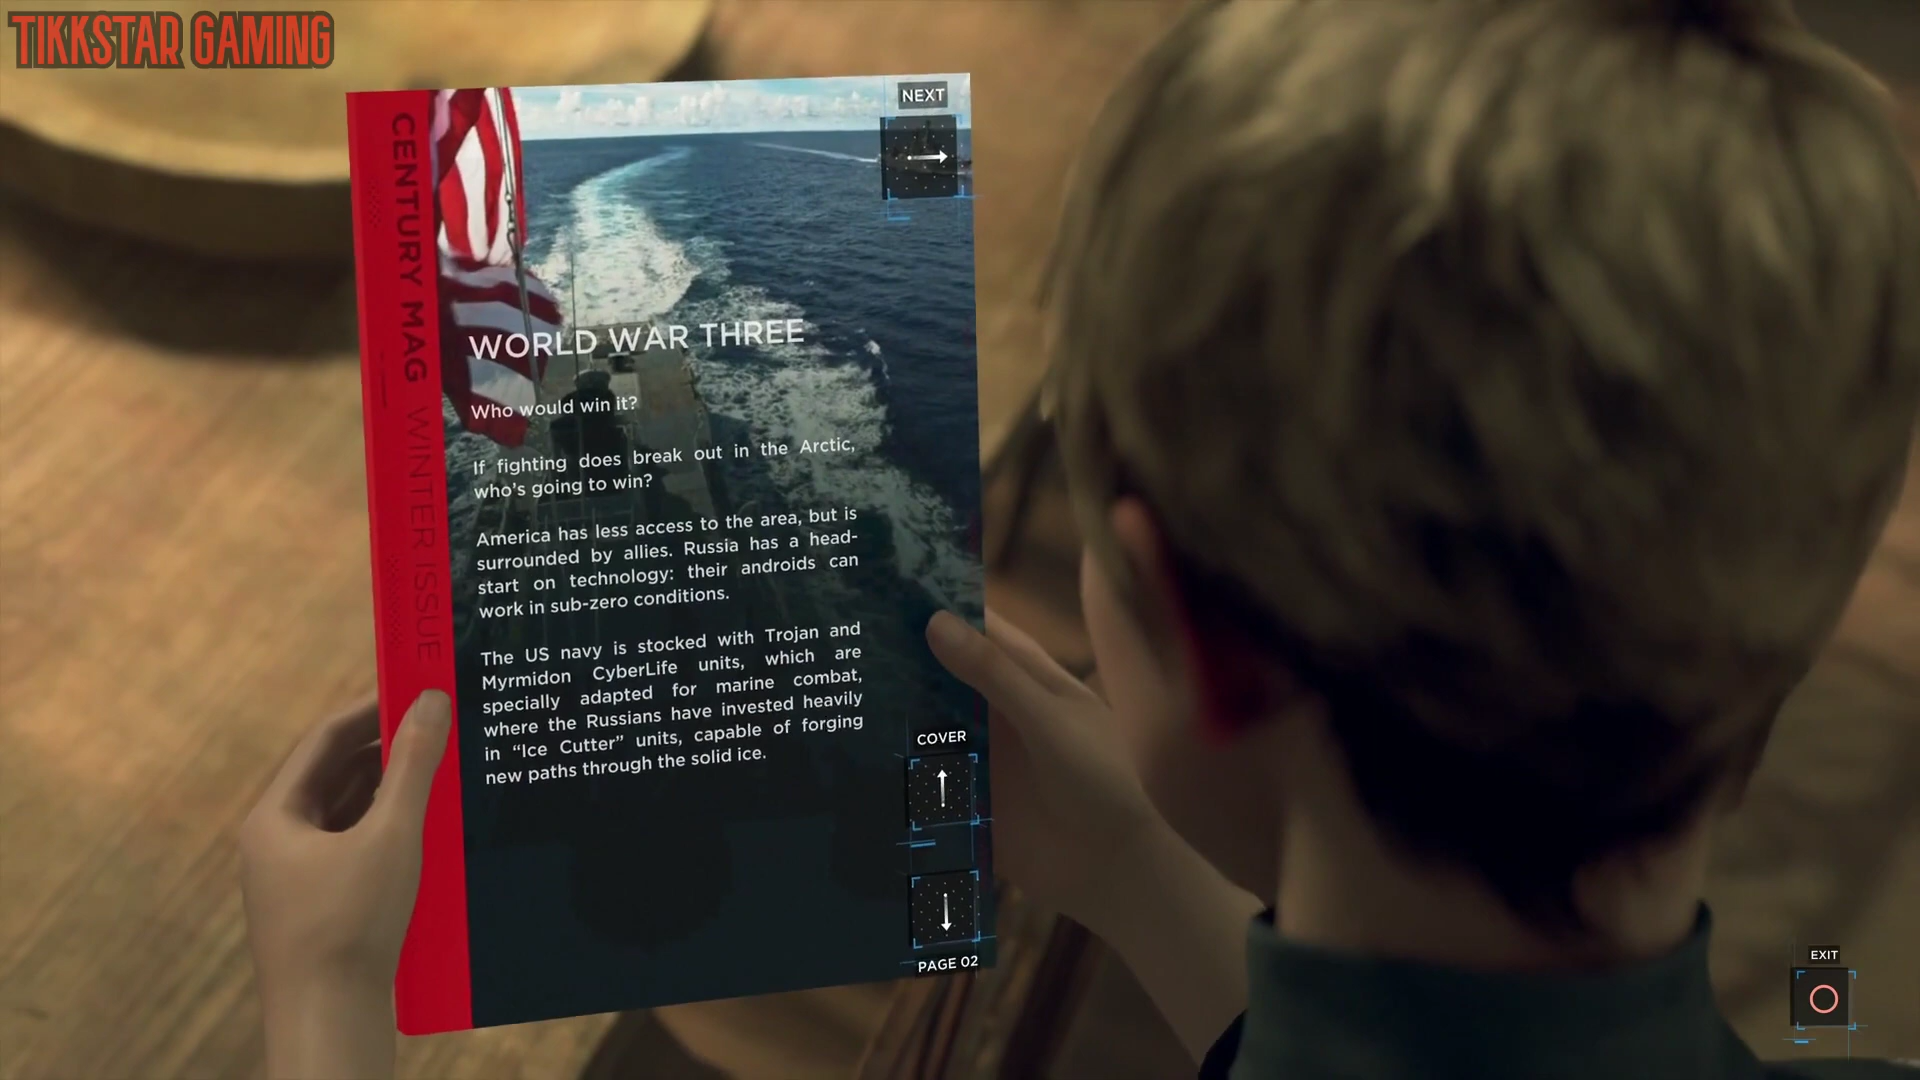 TIKKSTAR GAMING
CENTURY MAG WINTER ISSUE
NEXT
WORLD WAR THREE
Who would win it?
If fighting does break out in the Arctic,
who's going to win?
America has less access to the area, but is
surrounded by allies. Russia has a head-
start on technology: their androids can
work in sub-zero conditions.
The US navy is stocked with Trojan and
Myrmidon CyberLife units, which are
specially adapted for marine combat,
where the Russians have invested heavily
in “Ice Cutter” units, capable of forging
new paths through the solid ice.
COVER
PAGE 02
EXIT